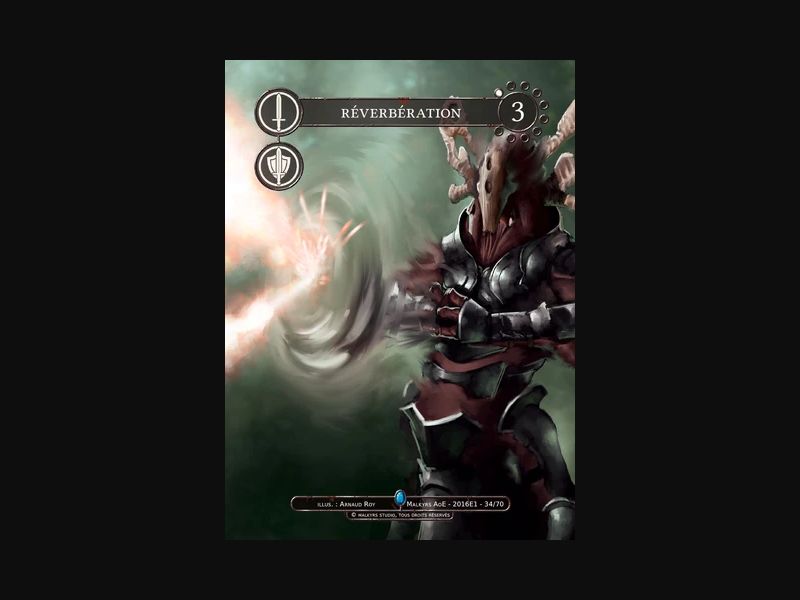 RÉVERBÉRATION
3
ILLUS. : ARNAUD ROY
MALKYRS AOE - 2016E1 - 34/70
© MALKYRS STUDIO, TOUS DROITS RÉSERVÉS